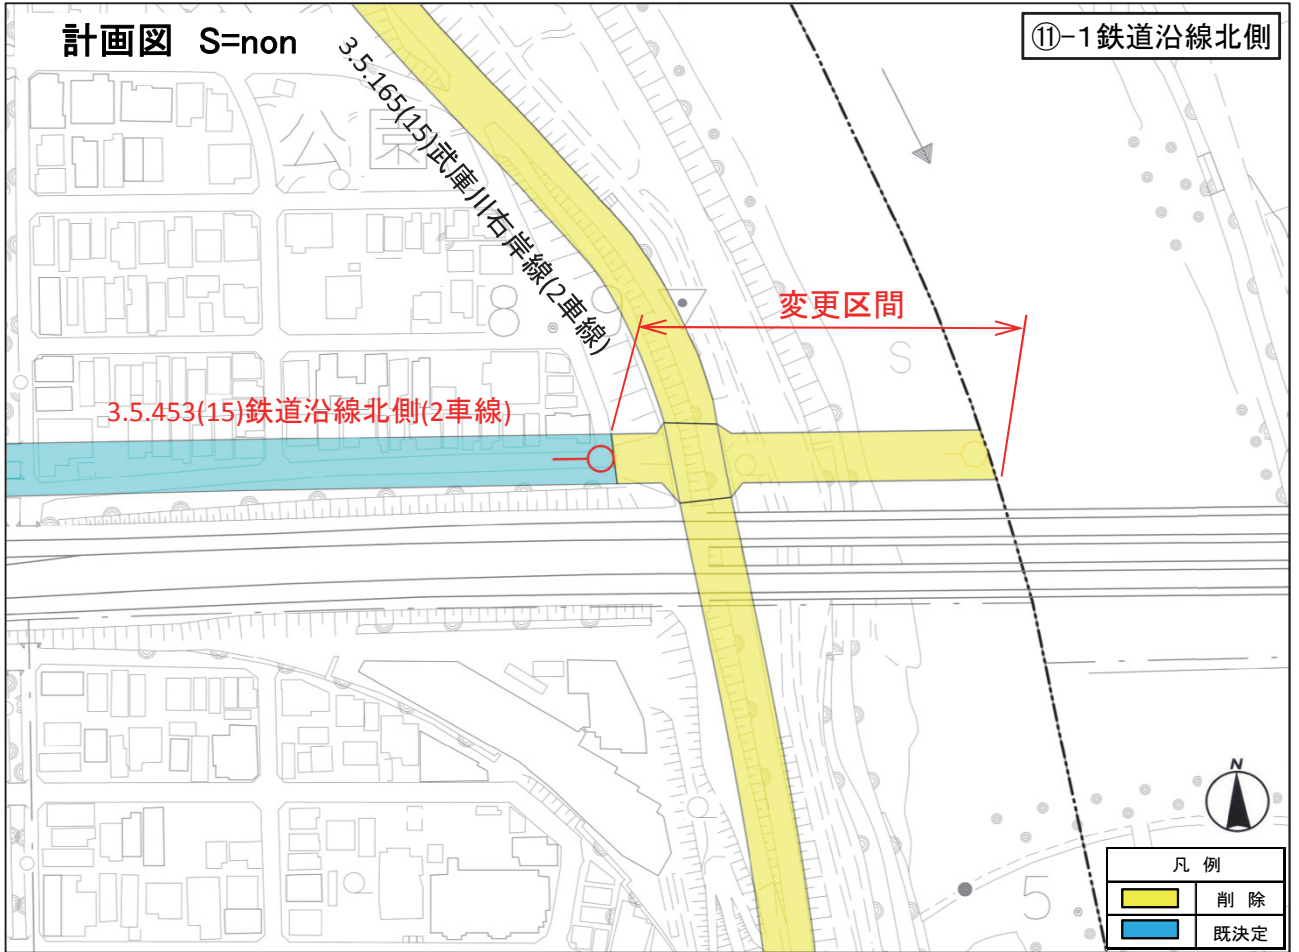 計画図 S=non
⑪-1鉄道沿線北側
3.5.165(15)武庫川右岸線(2車線)
公園
変更区間
S
3.5.453(15)鉄道沿線北側(2車線)
N
5
凡 例
削 除
既決定